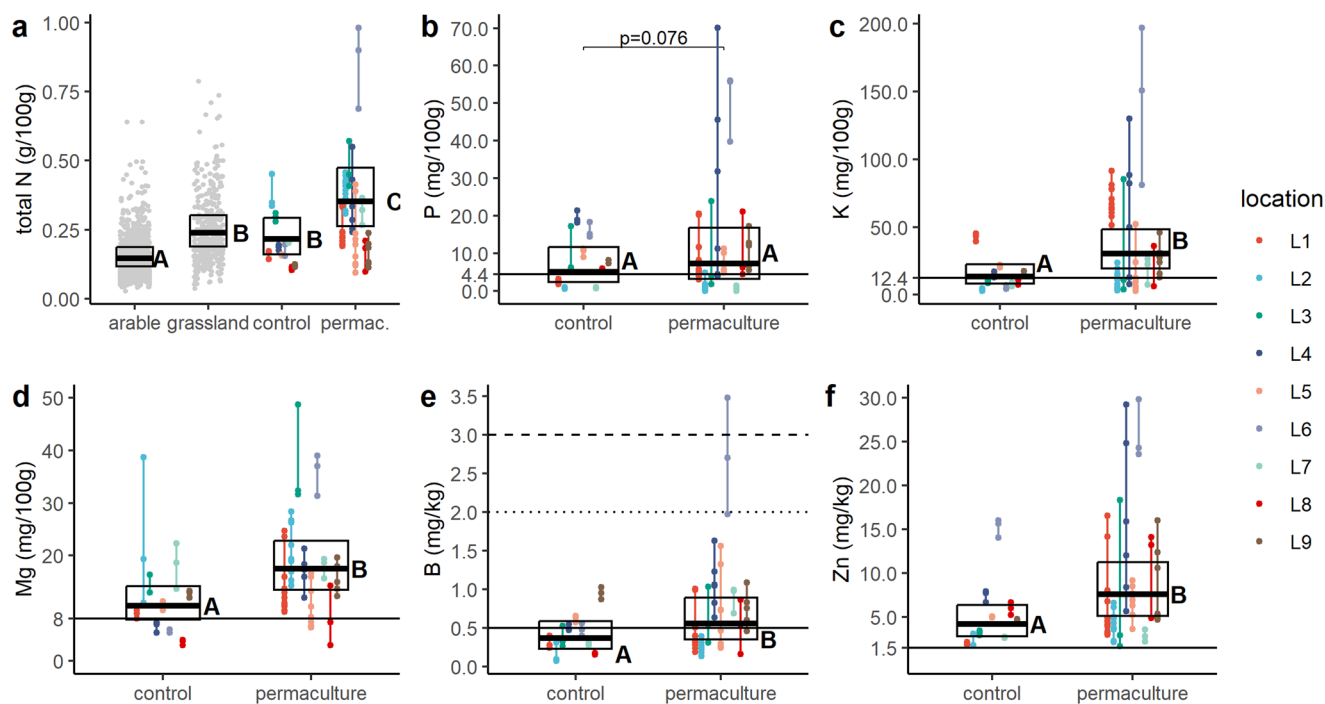 a
total N (g/100g)
1.00
0.75
0.50
0.25
0.00
A
B
B
C
arable
grassland
control
permac.
b
P (mg/100g)
70.0
60.0
50.0
40.0
30.0
20.0
10.0
4.4
0.0
p=0.076
A
A
control
permaculture
c
K (mg/100g)
200.0
150.0
100.0
50.0
12.4
0.0
A
B
control
permaculture
d
Mg (mg/100g)
50
40
30
20
8
0
A
B
control
permaculture
e
B (mg/kg)
3.5
3.0
2.5
2.0
1.5
1.0
0.5
0.0
A
B
control
permaculture
f
Zn (mg/kg)
30.0
25.0
20.0
15.0
10.0
5.0
1.5
A
B
control
permaculture
location
L1
L2
L3
L4
L5
L6
L7
L8
L9